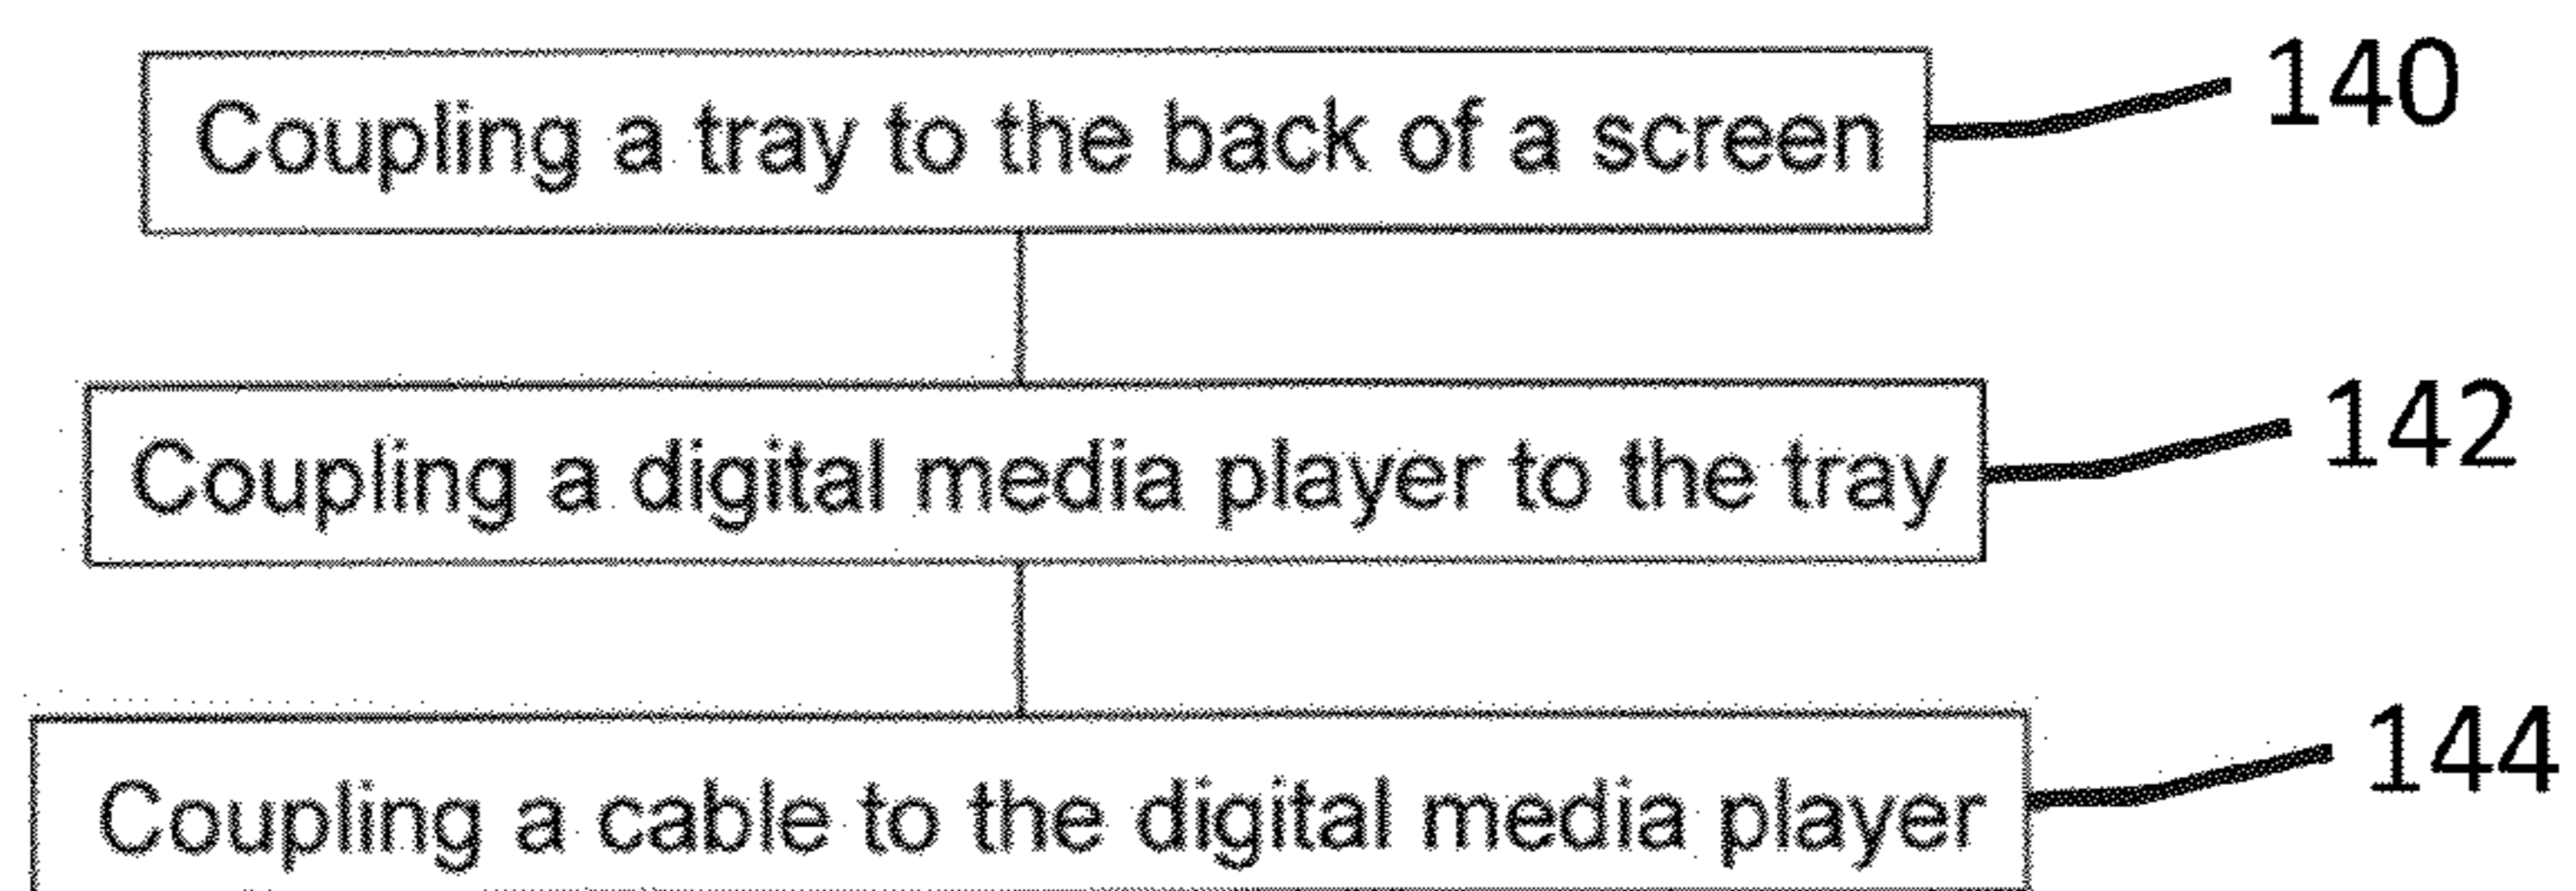 Coupling a tray to the back of a screen 140
Coupling a digital media player to the tray 142
Coupling a cable to the digital media player 144